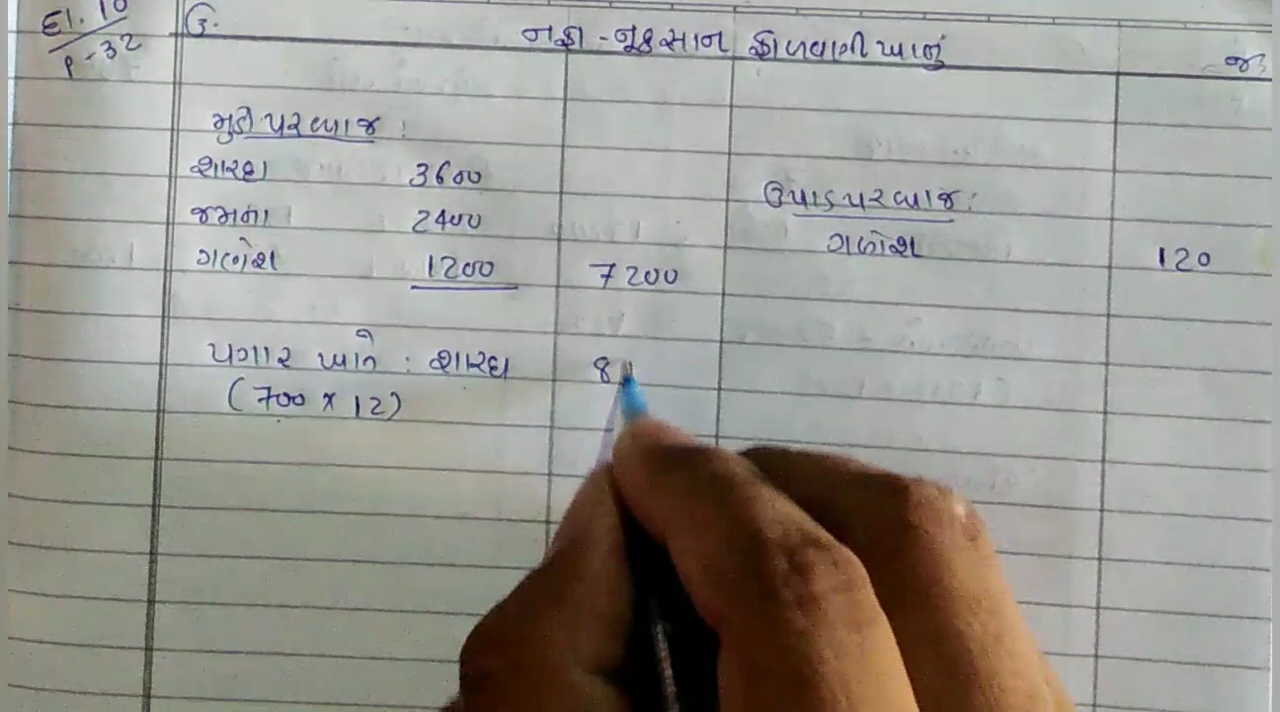 El. 10
P-32
ઉ. નફા - નુકસાન ફાળવણી ખાતું જ
મુડી પર વ્યાજ :
શારદા 3600
જમના 2400
ગણેશ 1200 7200
પગાર ખાતે : શારદા 8
(700 x 12)
ઉપાડ પર વ્યાજ :
ગણેશ 120